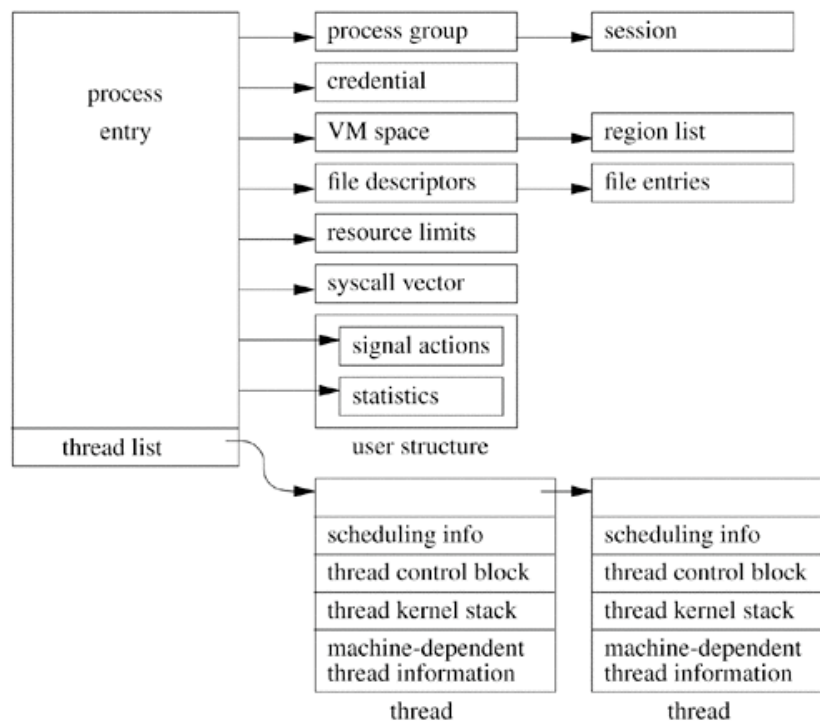 process group
session
process
entry
credential
VM space
region list
file descriptors
file entries
resource limits
syscall vector
signal actions
statistics
thread list
user structure
scheduling info
thread control block
thread kernel stack
machine-dependent
thread information
thread
scheduling info
thread control block
thread kernel stack
machine-dependent
thread information
thread